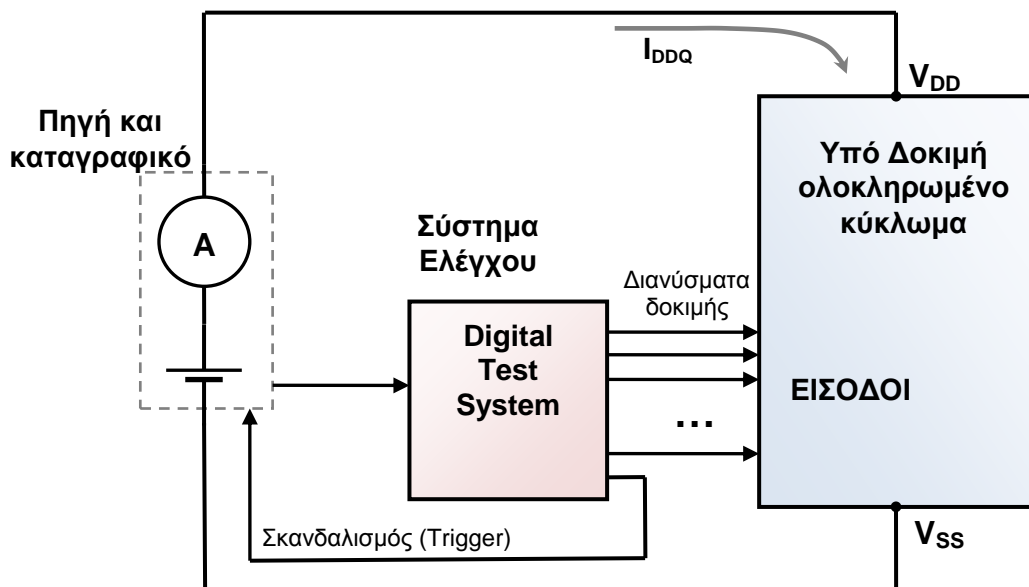 I_DDQ
V_DD
Πηγή και
καταγραφικό
Υπό Δοκιμή
ολοκληρωμένο
κύκλωμα
A
Σύστημα
Ελέγχου
Διανύσματα
δοκιμής
Digital
Test
System
ΕΙΣΟΔΟΙ
...
Σκανδαλισμός (Trigger)
V_SS